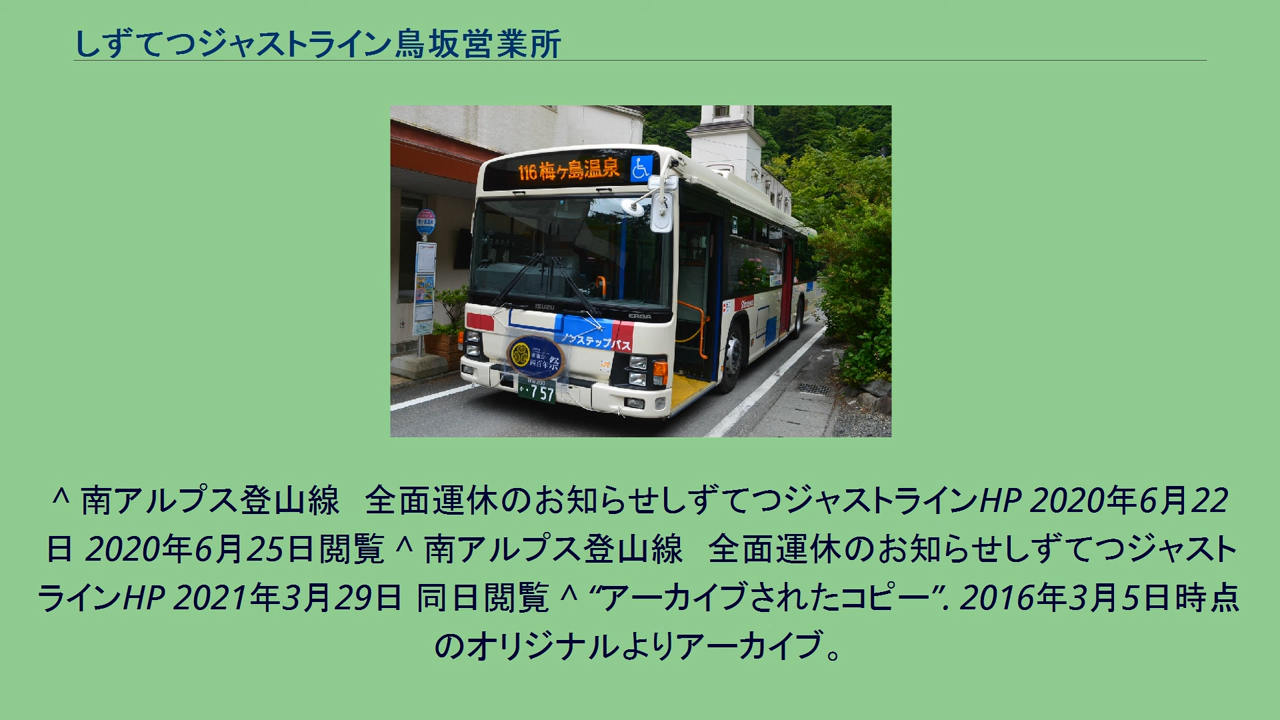 しずてつジャストライン鳥坂営業所
116 梅ヶ島温泉
ISUZU
ERGA
ノンステップバス
四百年祭
・757
^ 南アルプス登山線　全面運休のお知らせしずてつジャストラインHP 2020年6月22
日 2020年6月25日閲覧 ^ 南アルプス登山線　全面運休のお知らせしずてつジャスト
ラインHP 2021年3月29日 同日閲覧 ^ “アーカイブされたコピー”. 2016年3月5日時点
のオリジナルよりアーカイブ。